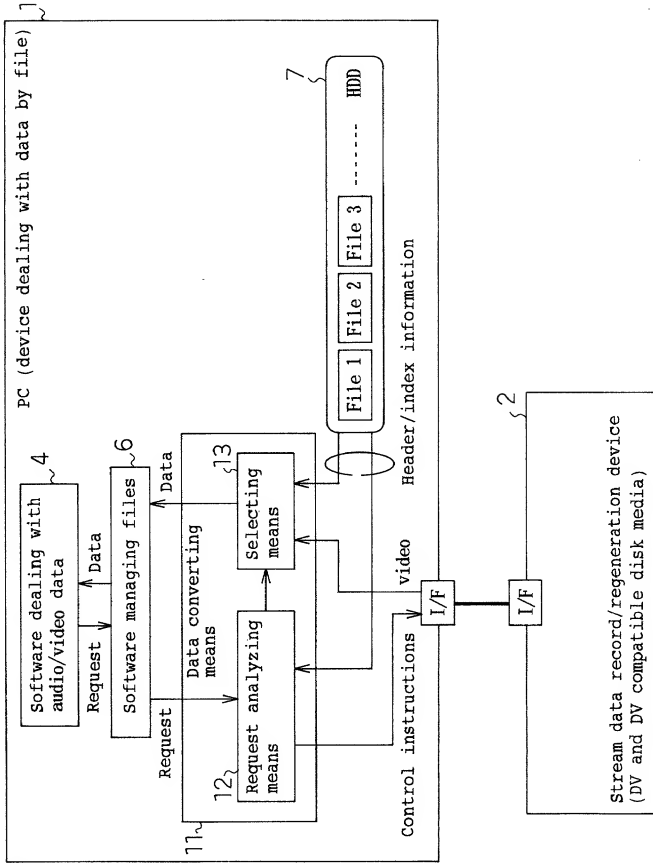 PC (device dealing with data by file)
1
4
Software dealing with
audio/video data
Request
Data
6
Software managing files
Request
Data
Data converting
means
11
12
Request analyzing
means
13
Selecting
means
7
File 1
File 2
File 3
-------
HDD
Header/index information
Control instructions
video
I/F
I/F
2
Stream data record/regeneration device
(DV and DV compatible disk media)